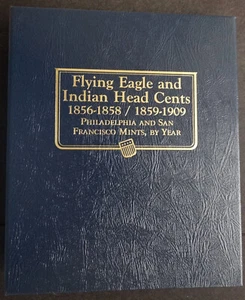 Flying Eagle and
Indian Head Cents
1856-1858 / 1859-1909
Philadelphia and San
Francisco Mints, by Year